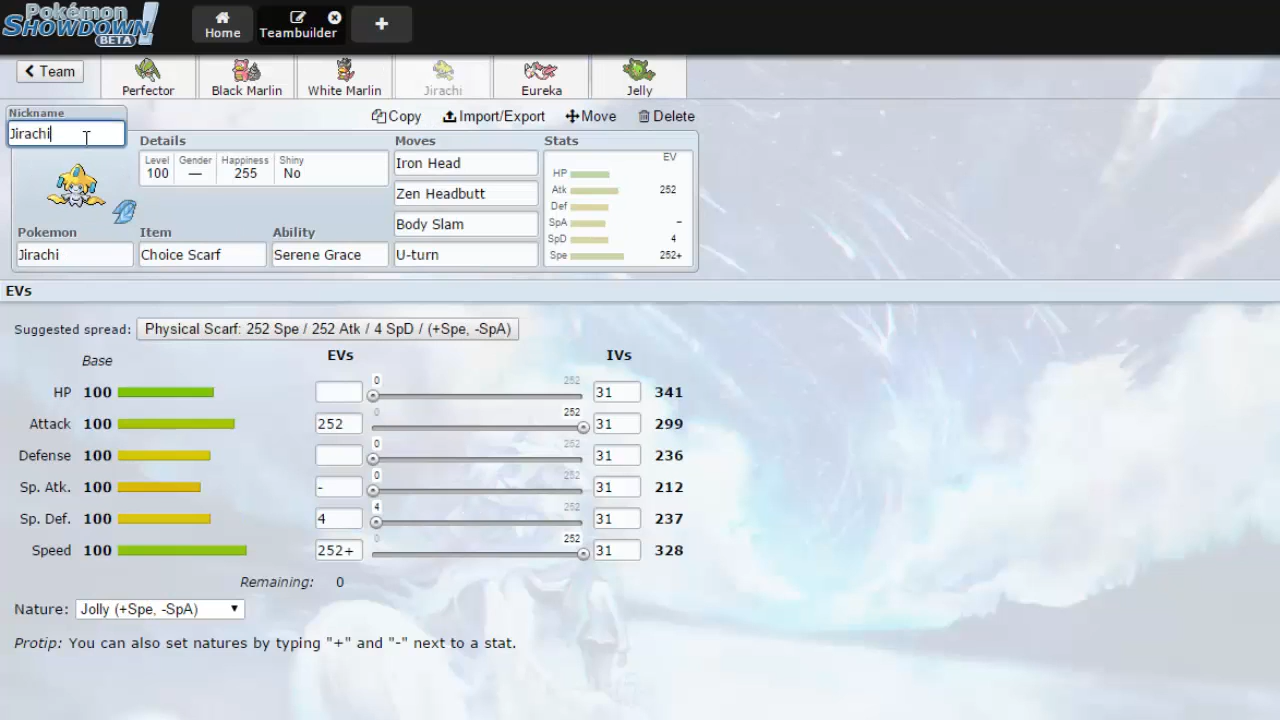 Pokémon
SHOWDOWN!
BETA
Home
Teambuilder
+
Team
Perfector
Black Marlin
White Marlin
Jirachi
Eureka
Jelly
Nickname
Jirachi
Copy
Import/Export
Move
Delete
Details
Level Gender Happiness Shiny
100 — 255 No
Pokemon
Jirachi
Item
Choice Scarf
Ability
Serene Grace
Moves
Iron Head
Zen Headbutt
Body Slam
U-turn
Stats
EV
HP
Atk 252
Def
SpA –
SpD 4
Spe 252+
EVs
Suggested spread: Physical Scarf: 252 Spe / 252 Atk / 4 SpD / (+Spe, -SpA)
Base EVs IVs
HP 100 0 252 31 341
Attack 100 252 0 252 31 299
Defense 100 0 252 31 236
Sp. Atk. 100 - 0 252 31 212
Sp. Def. 100 4 4 252 31 237
Speed 100 252+ 0 252 31 328
Remaining: 0
Nature: Jolly (+Spe, -SpA)
Protip: You can also set natures by typing "+" and "-" next to a stat.